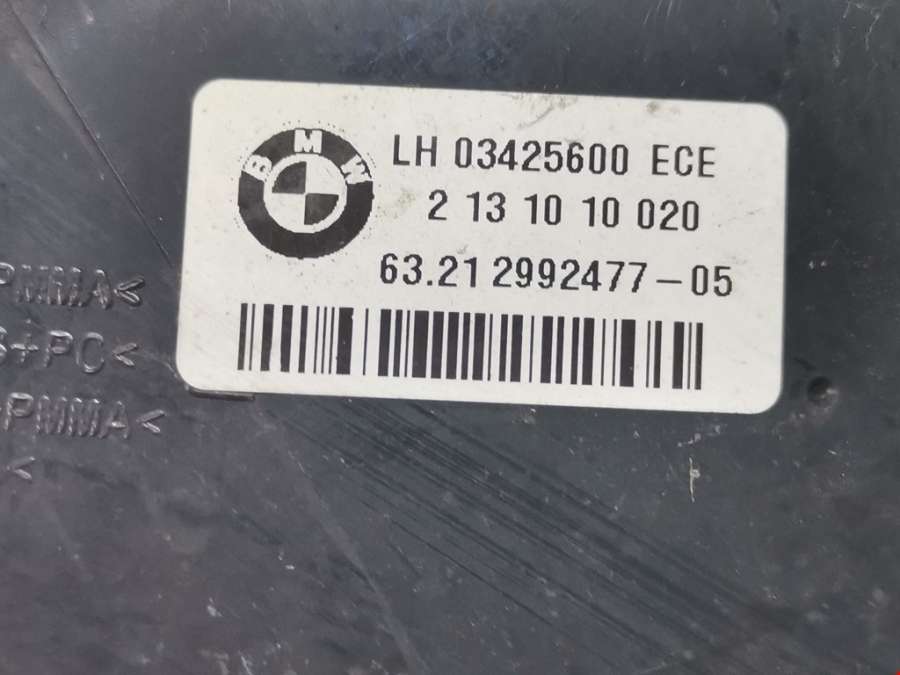 BMW
LH 03425600 ECE
2 13 10 10 020
63.21 2992477-05
PMMA<
+PC<
PMMA<
<